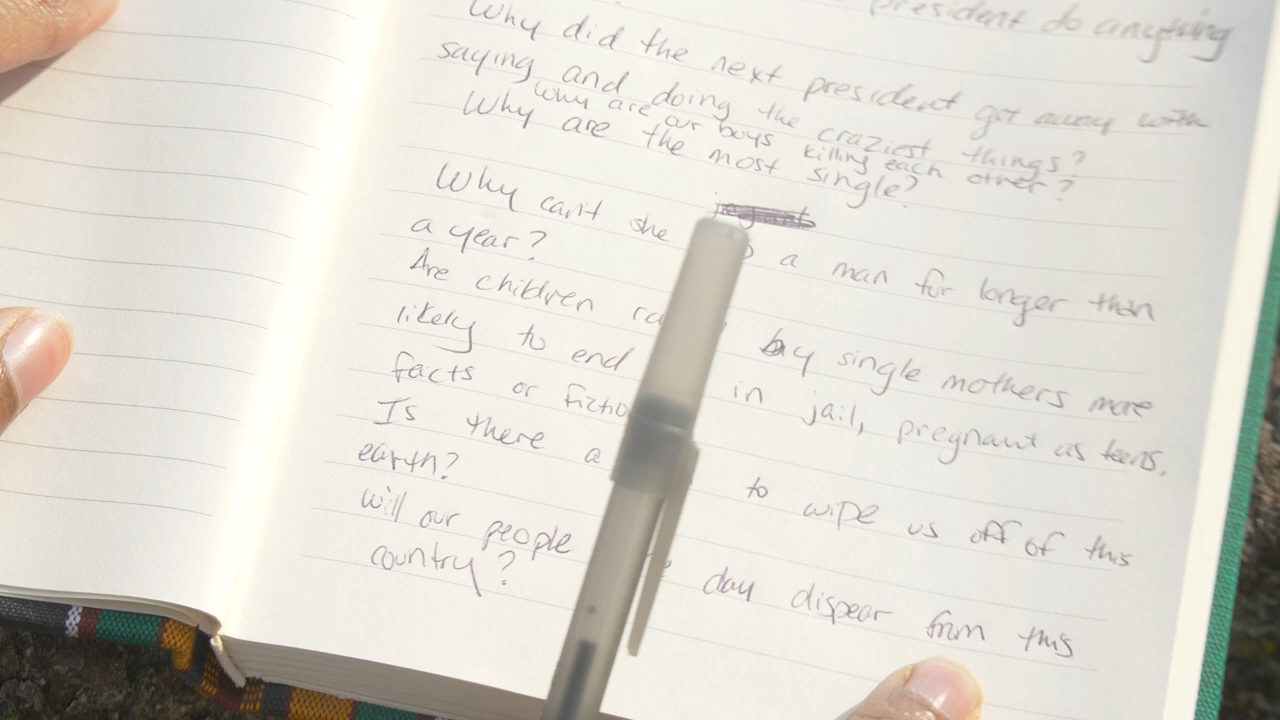 president do anything
Why did the next president get away with
saying and doing the craziest things?
Why are our boys killing each other?
Why are the most single?
Why can't she a man for longer than
a year?
Are children by single mothers more
likely to end in jail, pregnant as teens,
facts or
Is there a to wipe us off of this
earth?
Will our people day dispear from this
country?